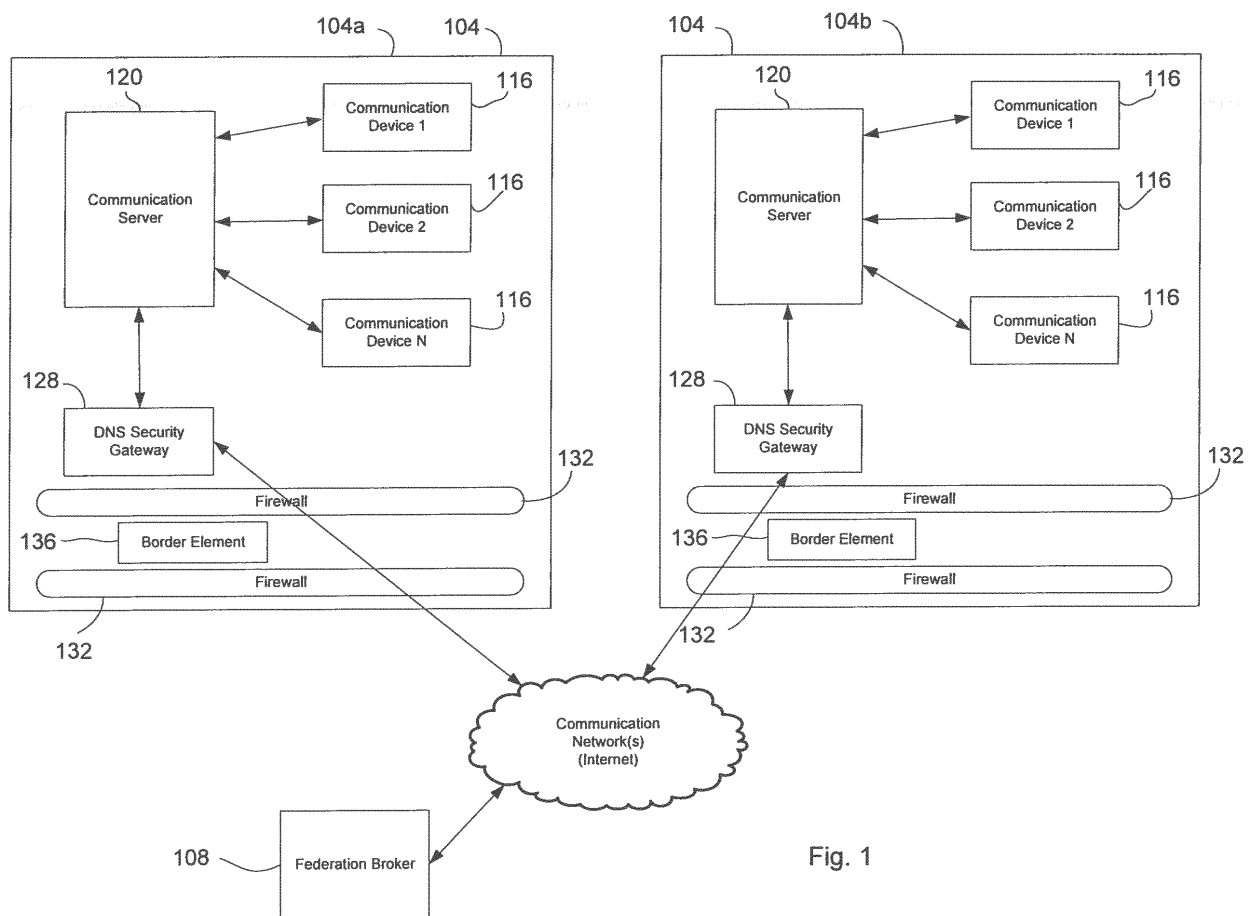 104a
104
120
Communication
Server
Communication
Device 1
116
Communication
Device 2
116
Communication
Device N
116
128
DNS Security
Gateway
Firewall
132
136
Border Element
Firewall
132
104
104b
120
Communication
Server
Communication
Device 1
116
Communication
Device 2
116
Communication
Device N
116
128
DNS Security
Gateway
Firewall
132
136
Border Element
Firewall
132
Communication
Network(s)
(Internet)
108
Federation Broker
Fig. 1